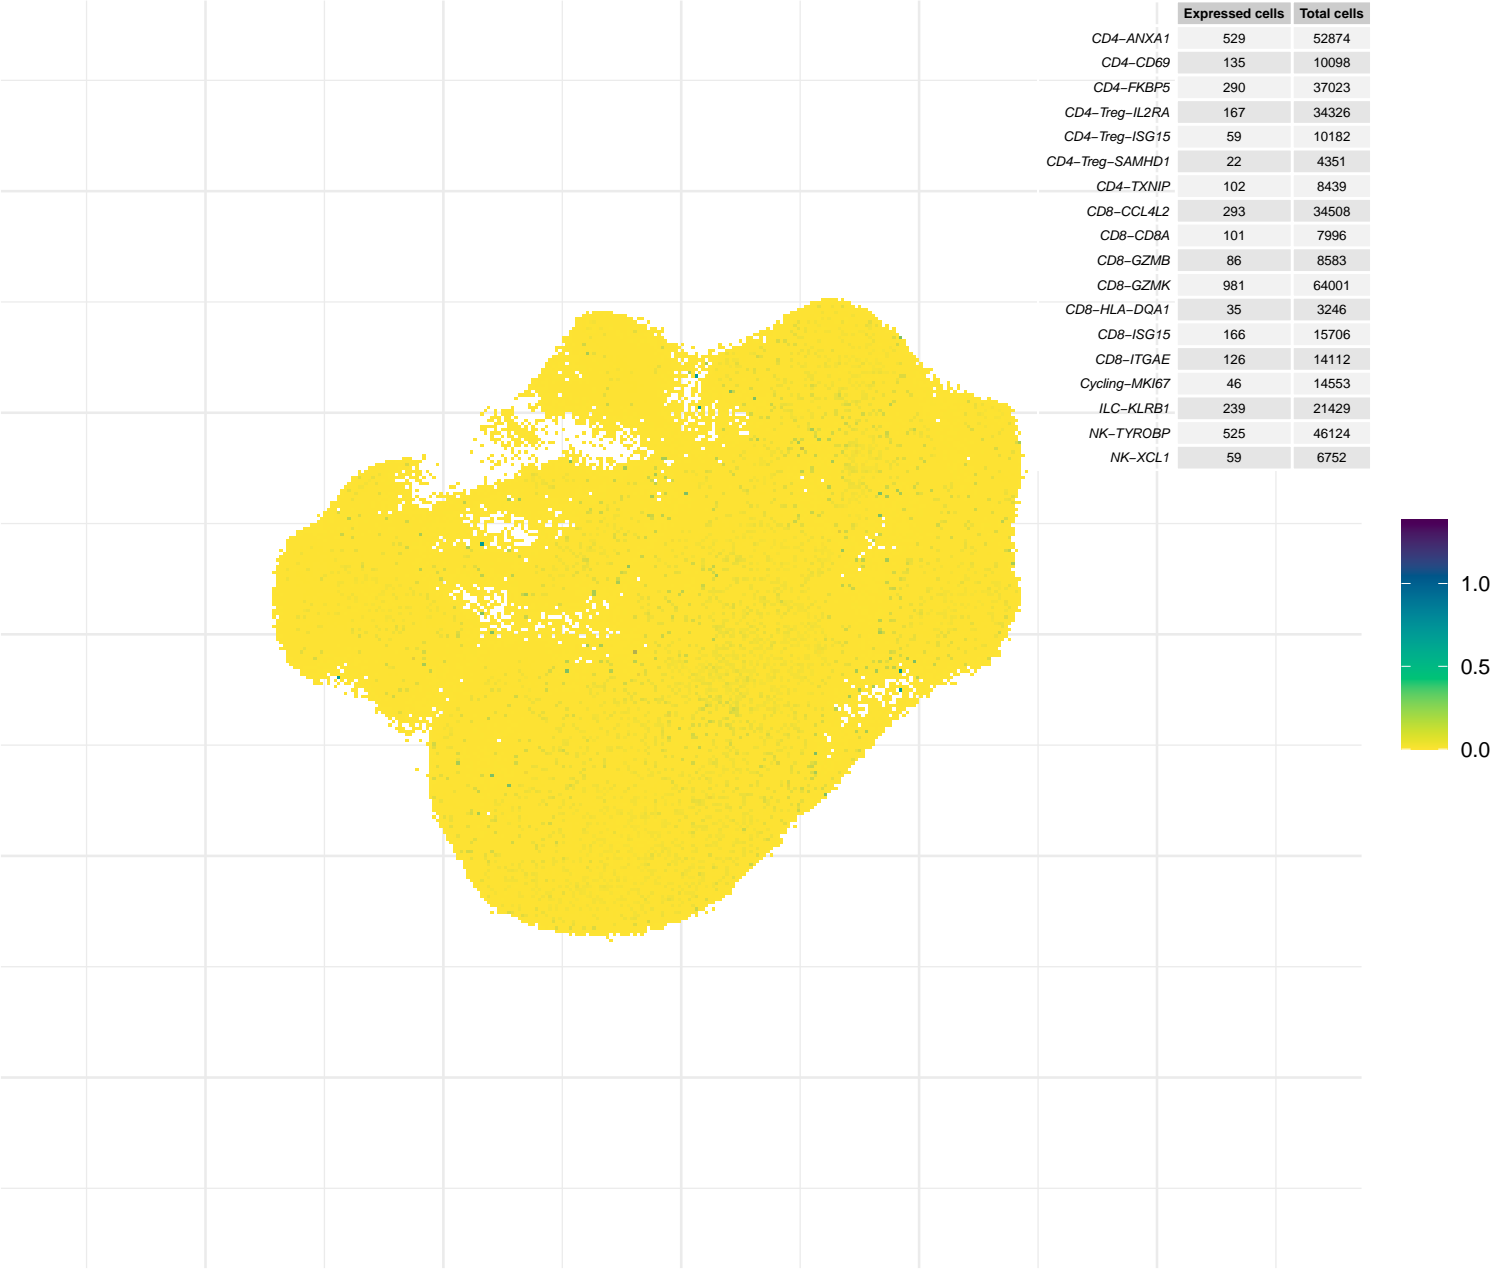 Expressed cells Total cells
CD4−ANXA1 529 52874
CD4−CD69 135 10098
CD4−FKBP5 290 37023
CD4−Treg−IL2RA 167 34326
CD4−Treg−ISG15 59 10182
CD4−Treg−SAMHD1 22 4351
CD4−TXNIP 102 8439
CD8−CCL4L2 293 34508
CD8−CD8A 101 7996
CD8−GZMB 86 8583
CD8−GZMK 981 64001
CD8−HLA−DQA1 35 3246
CD8−ISG15 166 15706
CD8−ITGAE 126 14112
Cycling−MKI67 46 14553
ILC−KLRB1 239 21429
NK−TYROBP 525 46124
NK−XCL1 59 6752
1.0
0.5
0.0